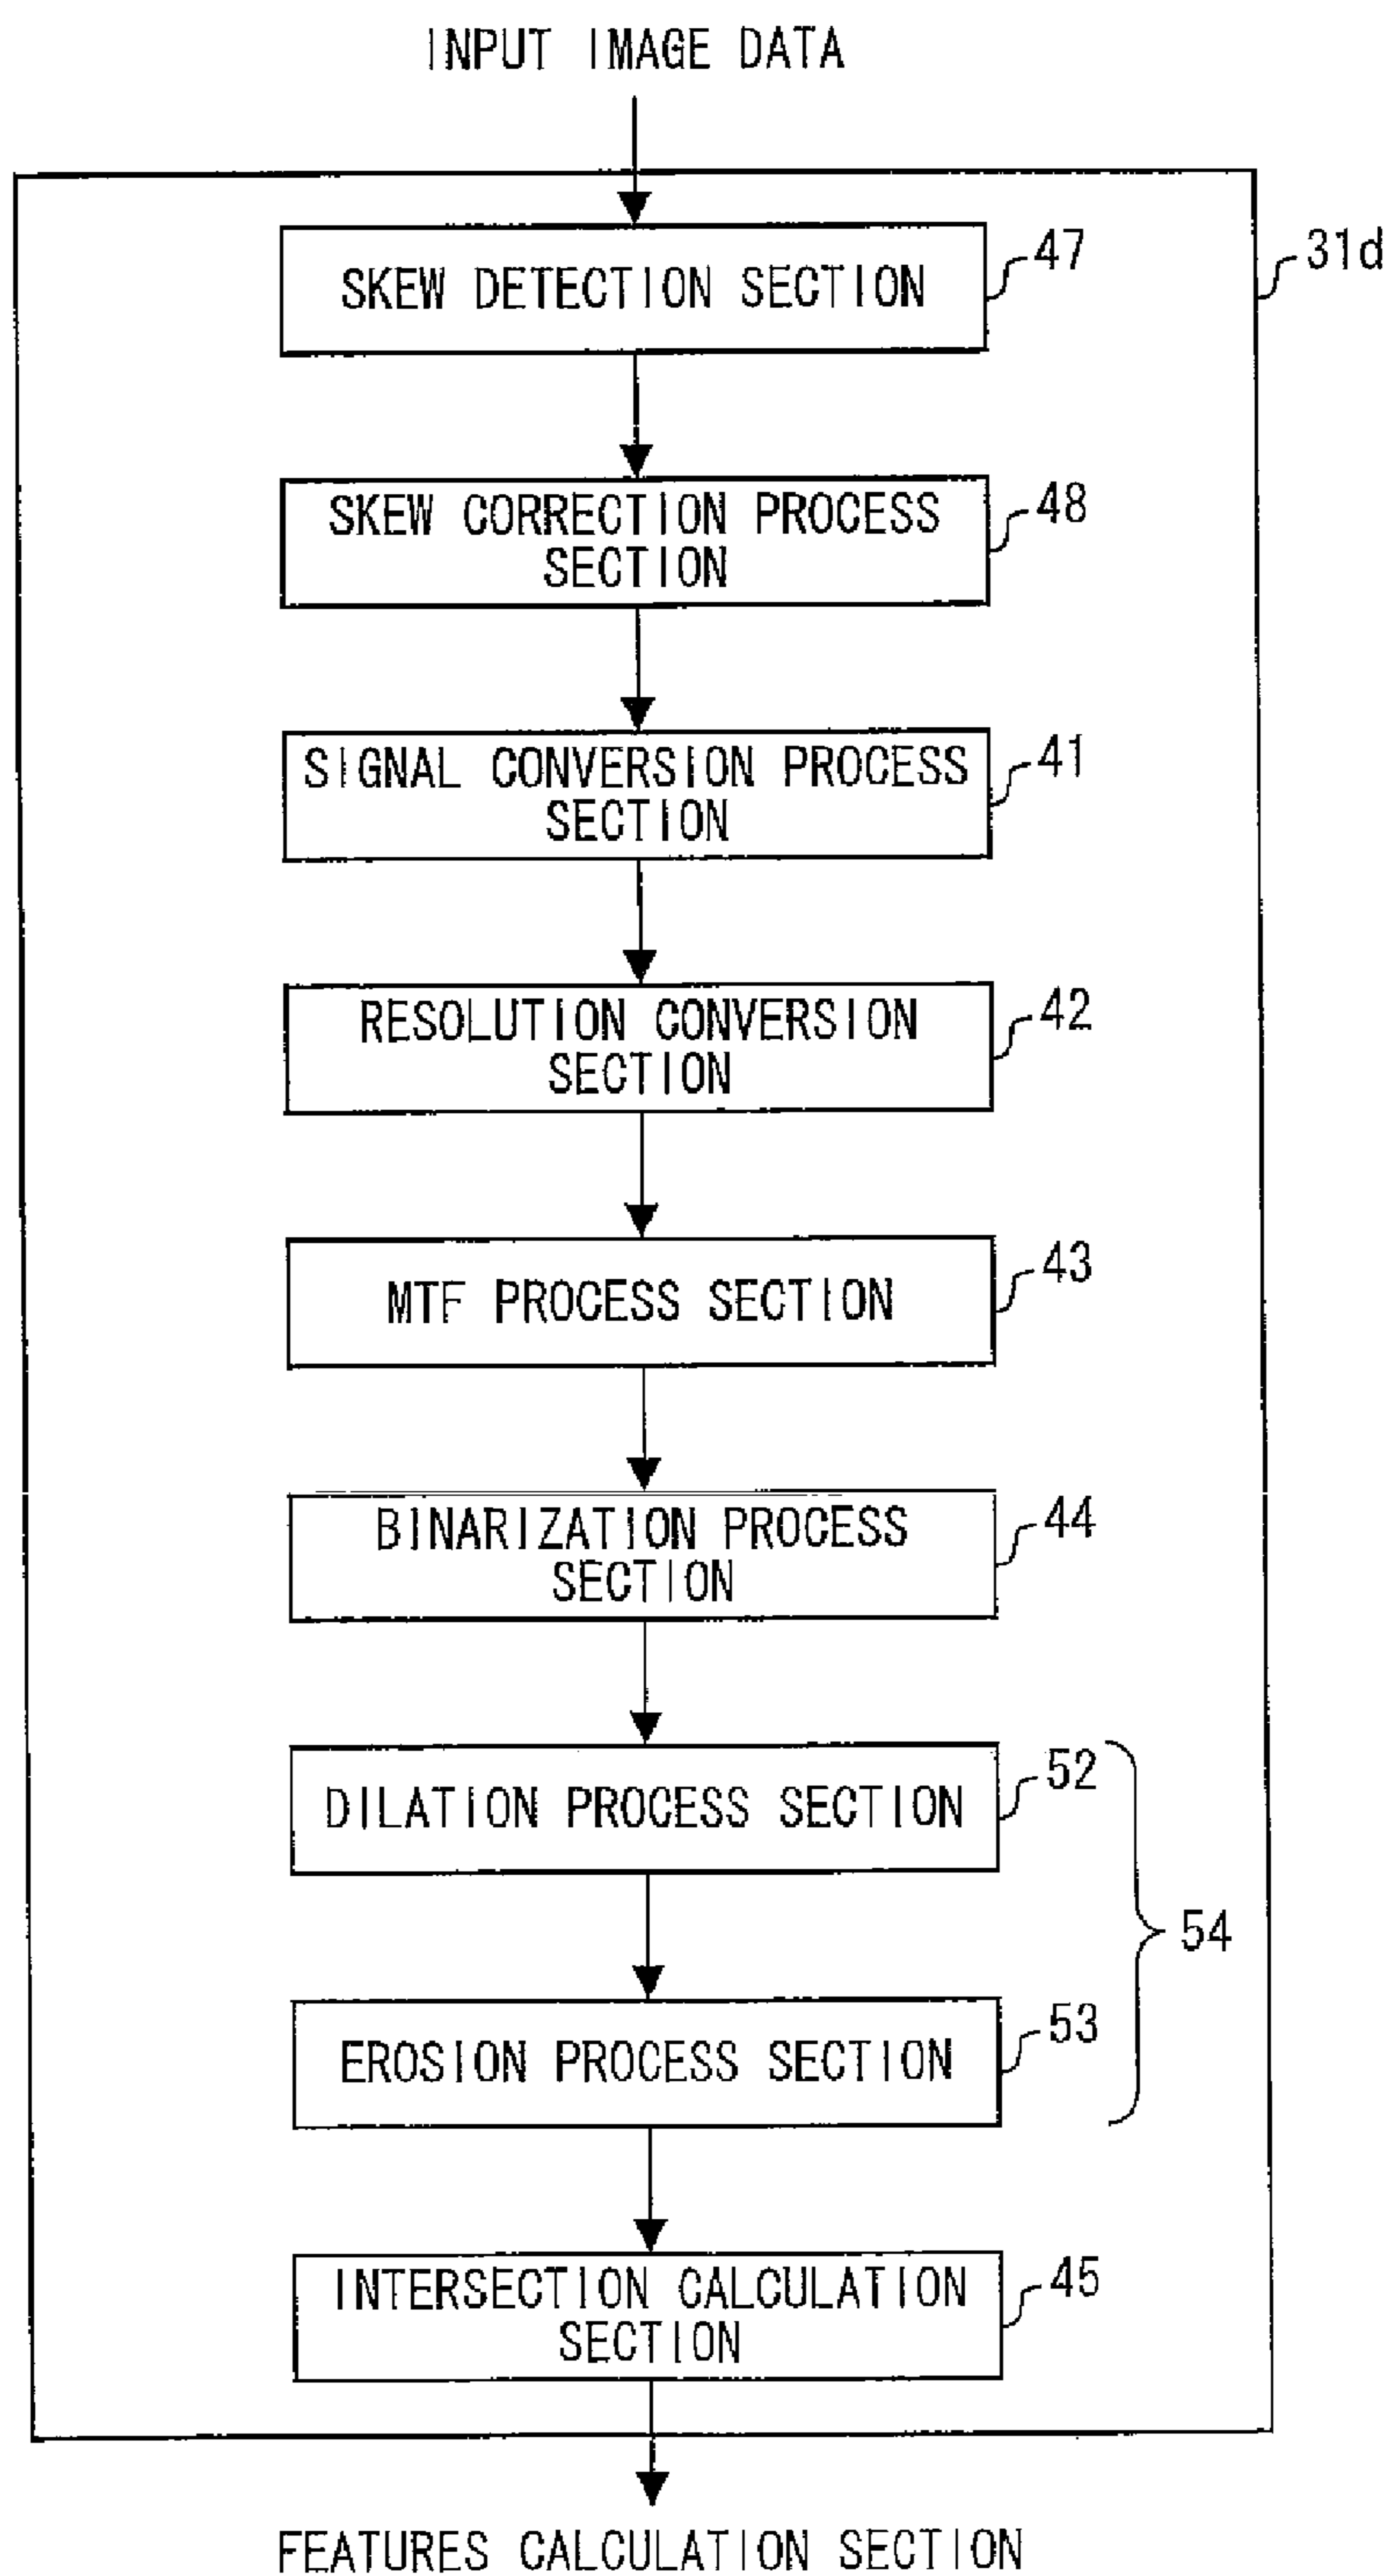 INPUT IMAGE DATA
SKEW DETECTION SECTION
47
31d
SKEW CORRECTION PROCESS
SECTION
48
SIGNAL CONVERSION PROCESS
SECTION
41
RESOLUTION CONVERSION
SECTION
42
MTF PROCESS SECTION
43
BINARIZATION PROCESS
SECTION
44
DILATION PROCESS SECTION
52
54
EROSION PROCESS SECTION
53
INTERSECTION CALCULATION
SECTION
45
FEATURES CALCULATION SECTION